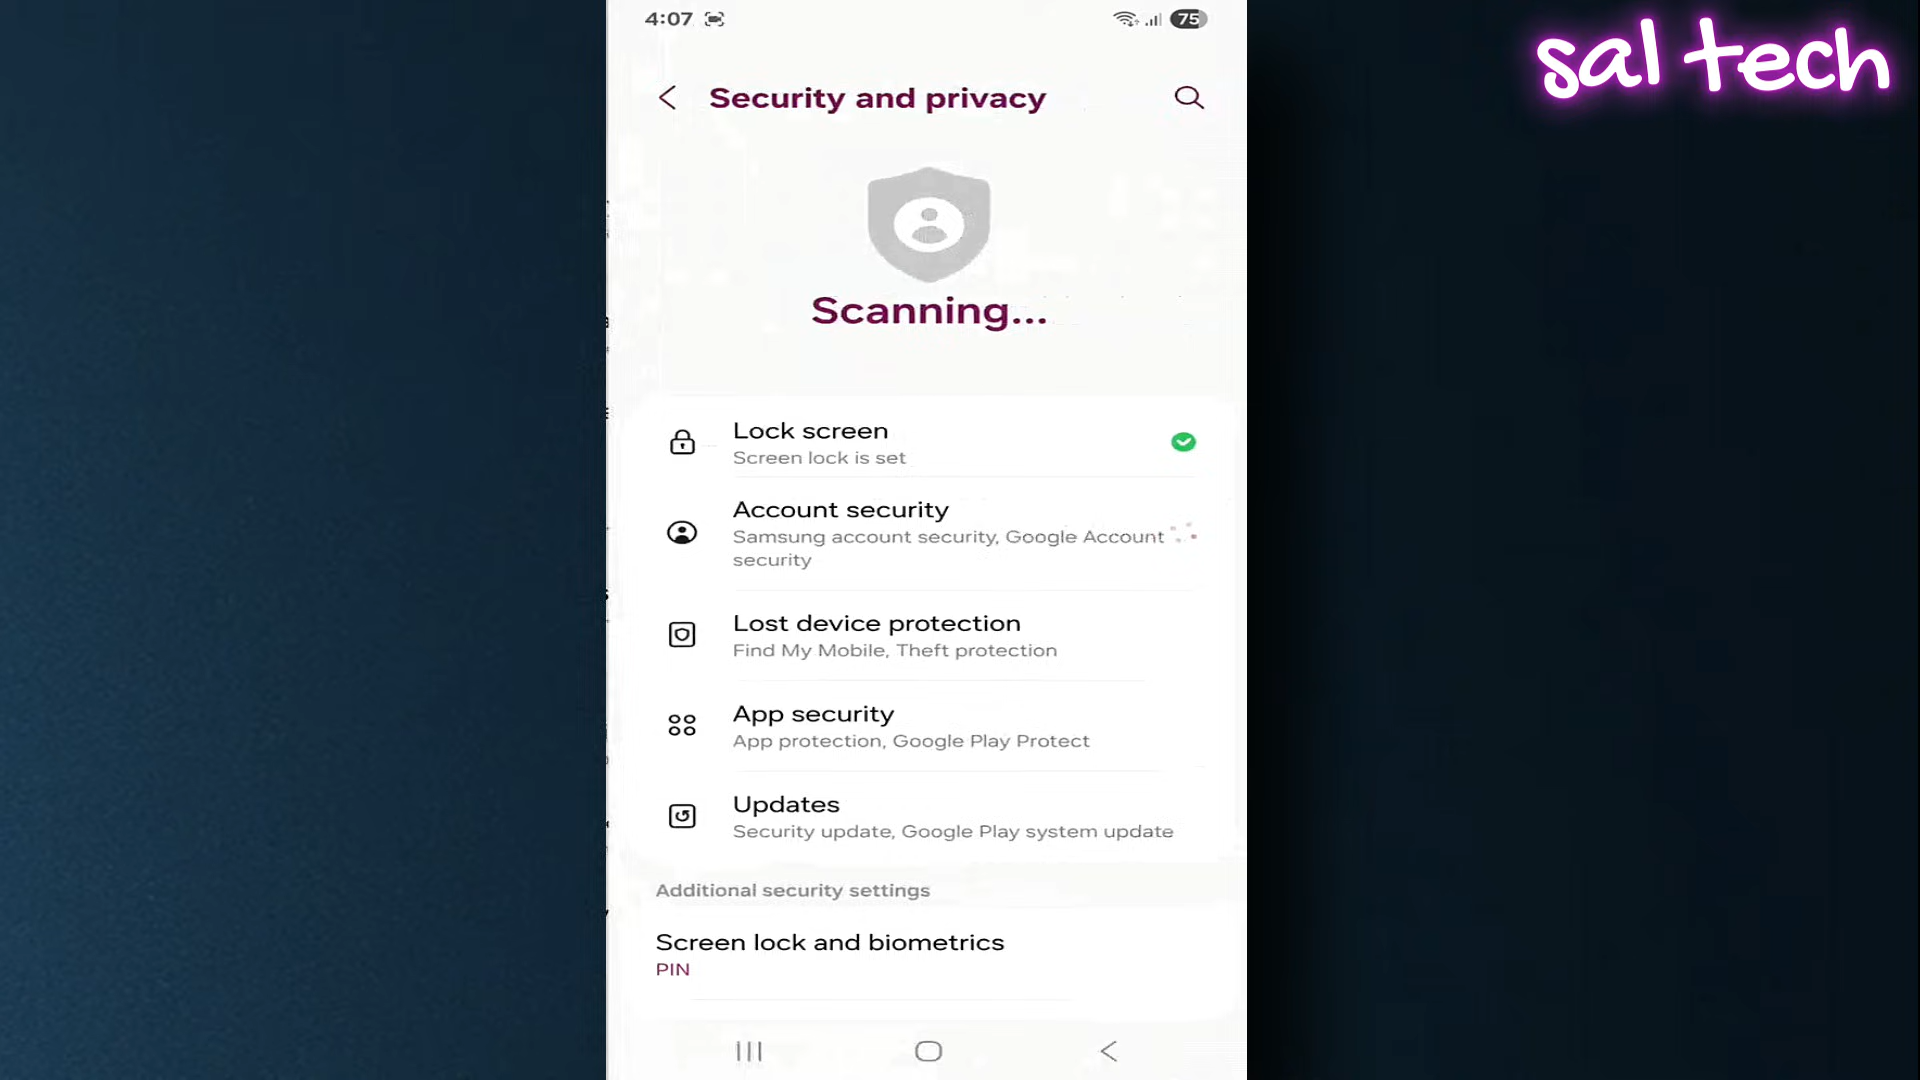 4:07
75
sal tech
Security and privacy
Scanning...
Lock screen
Screen lock is set
Account security
Samsung account security, Google Account
security
Lost device protection
Find My Mobile, Theft protection
App security
App protection, Google Play Protect
Updates
Security update, Google Play system update
Additional security settings
Screen lock and biometrics
PIN